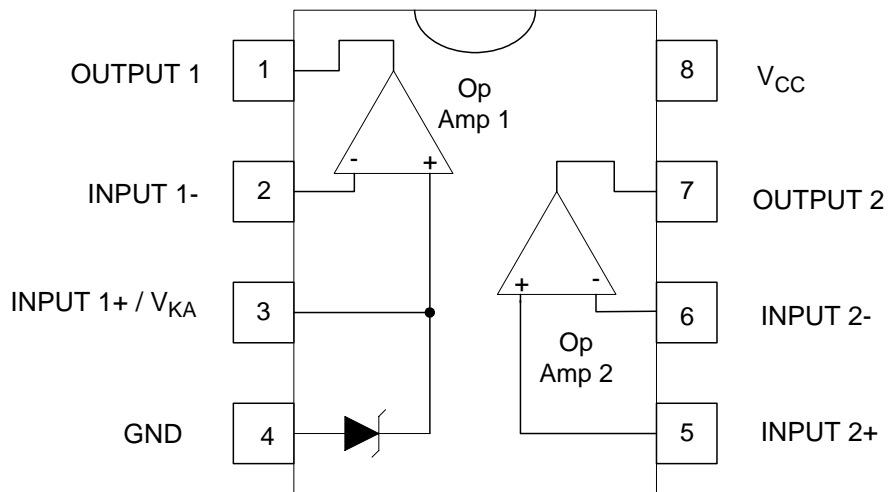 OUTPUT 1
1
INPUT 1-
2
INPUT 1+ / VKA
3
GND
4
Op
Amp 1
-
+
Op
Amp 2
+
-
8
VCC
7
OUTPUT 2
6
INPUT 2-
5
INPUT 2+